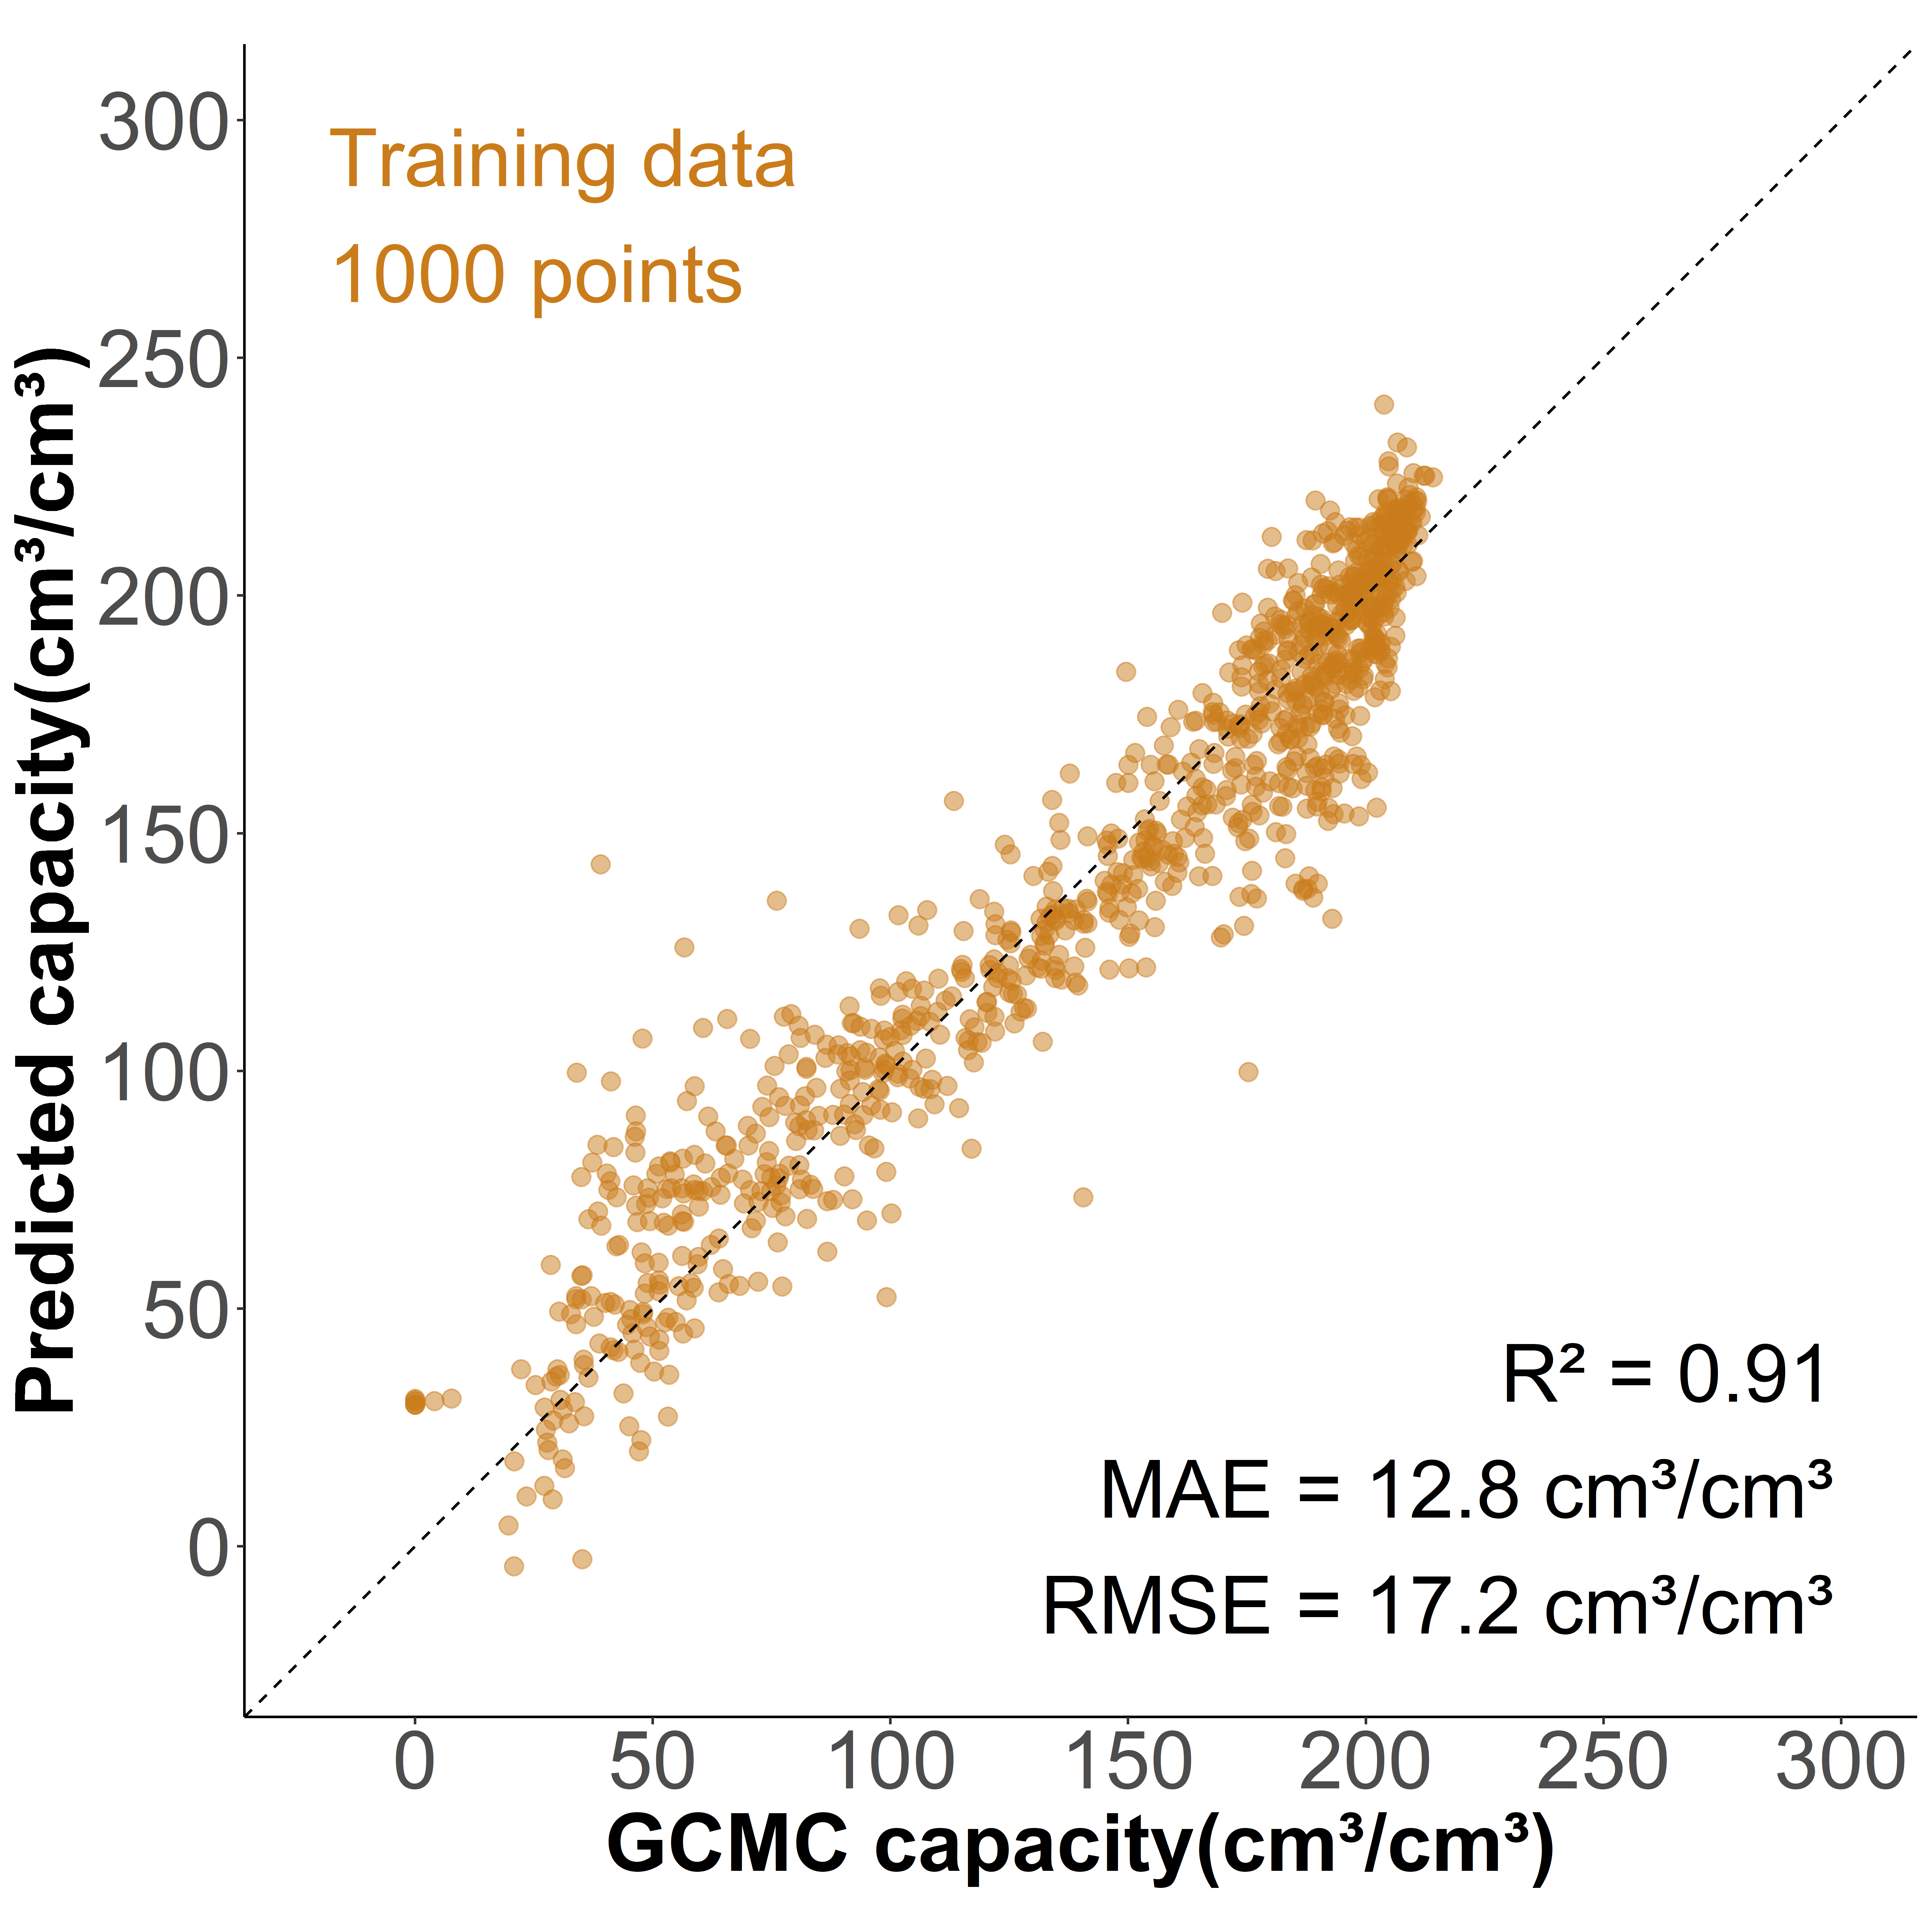 Training data
1000 points
300
250
200
150
100
50
0
Predicted capacity(cm³/cm³)
R² = 0.91
MAE = 12.8 cm³/cm³
RMSE = 17.2 cm³/cm³
0 50 100 150 200 250 300
GCMC capacity(cm³/cm³)